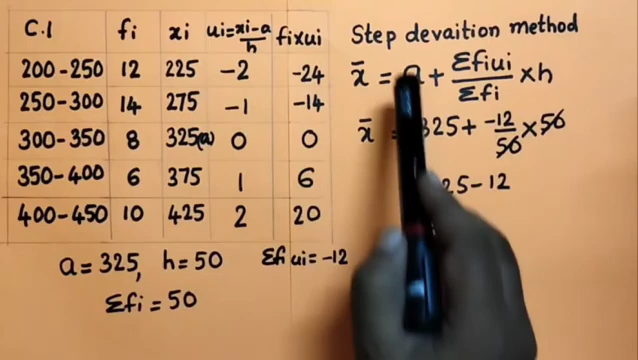 C.I fi xi ui=xi-a/h fixui
200-250 12 225 -2 -24
250-300 14 275 -1 -14
300-350 8 325(a) 0 0
350-400 6 375 1 6
400-450 10 425 2 20
a=325, h=50 Σfi ui=-12
Σfi=50
Step devaition method
x̄ = a + Σfiui/Σfi ×h
x̄ = 325+ -12/50 ×50
25-12